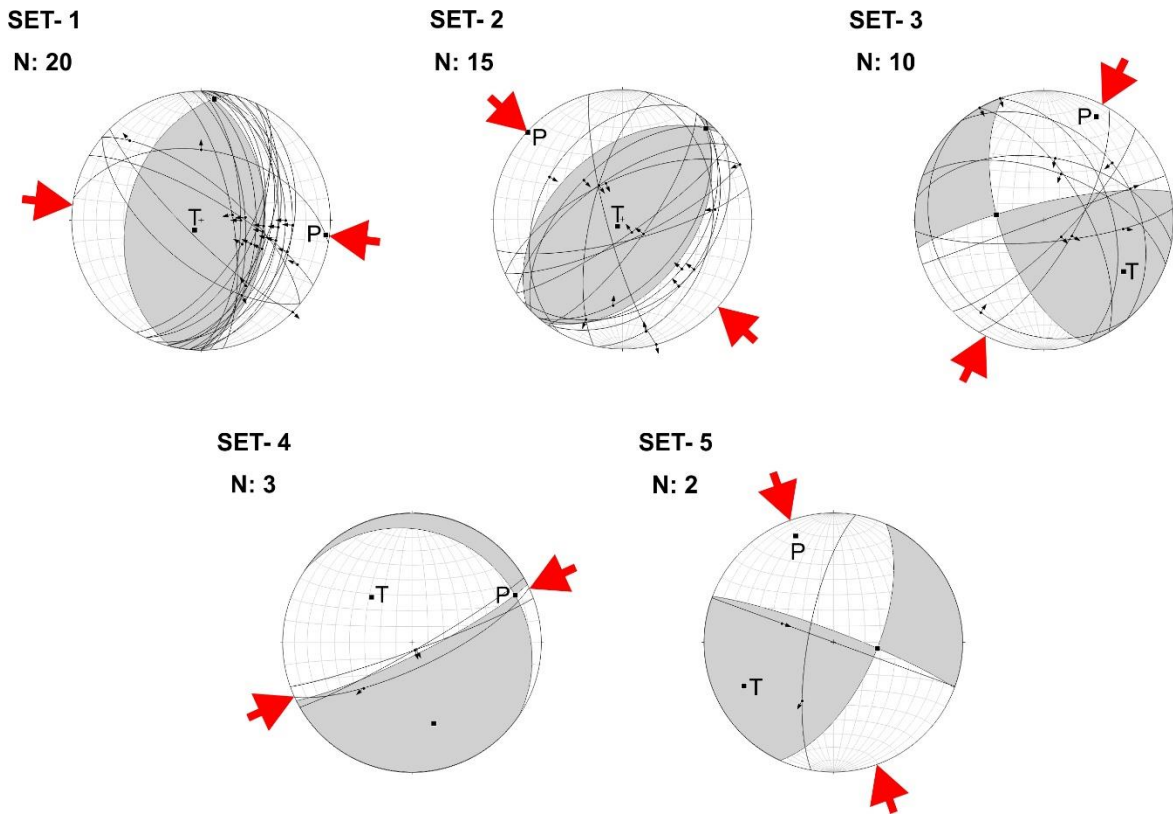 SET- 1
N: 20
T
P
SET- 2
N: 15
P
T
SET- 3
N: 10
P
T
SET- 4
N: 3
T
P
SET- 5
N: 2
P
T